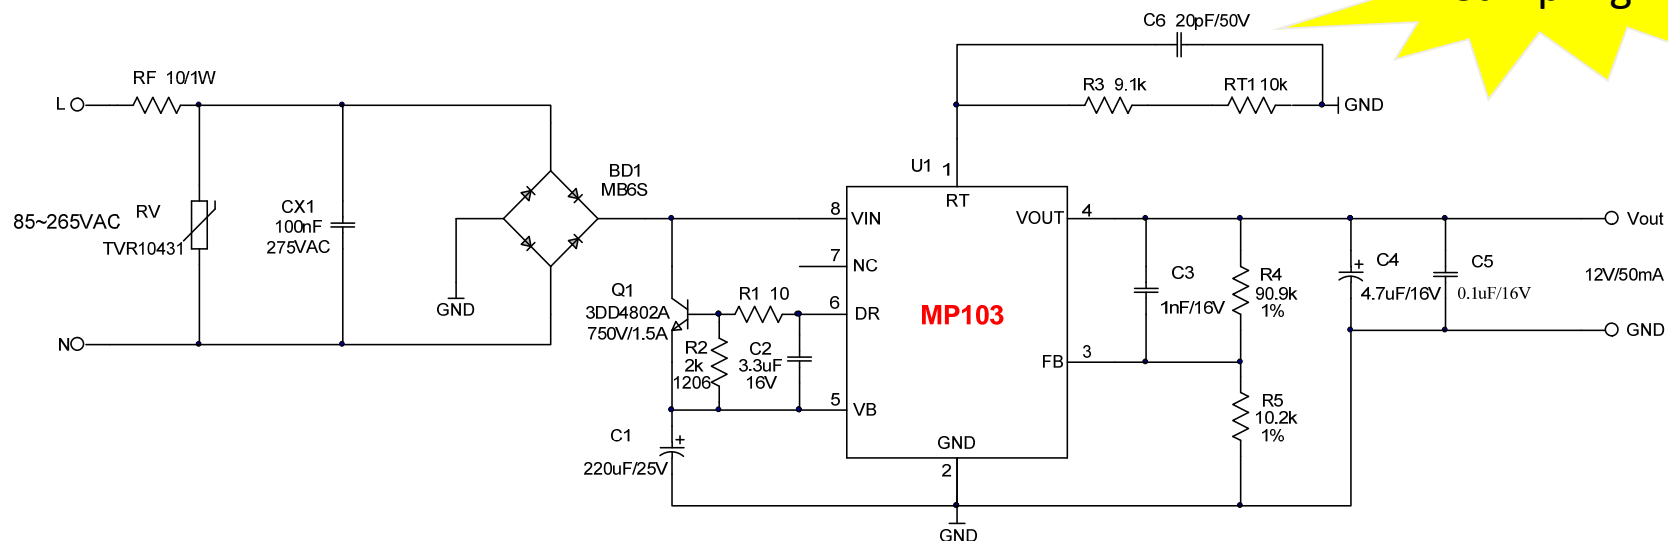 C6 20pF/50V
RF 10/1W
R3 9.1k
RT1 10k
L
GND
U1
1
BD1
MB6S
RT
85~265VAC
RV
TVR10431
CX1
100nF
275VAC
8
VIN
VOUT
4
Vout
7
NC
C3
1nF/16V
R4
90.9k
1%
C4
4.7uF/16V
C5
0.1uF/16V
12V/50mA
GND
Q1
3DD4802A
750V/1.5A
R1 10
6
DR
MP103
GND
N
R2
2k
1206
C2
3.3uF
16V
FB
3
5
VB
R5
10.2k
1%
C1
220uF/25V
GND
2
GND